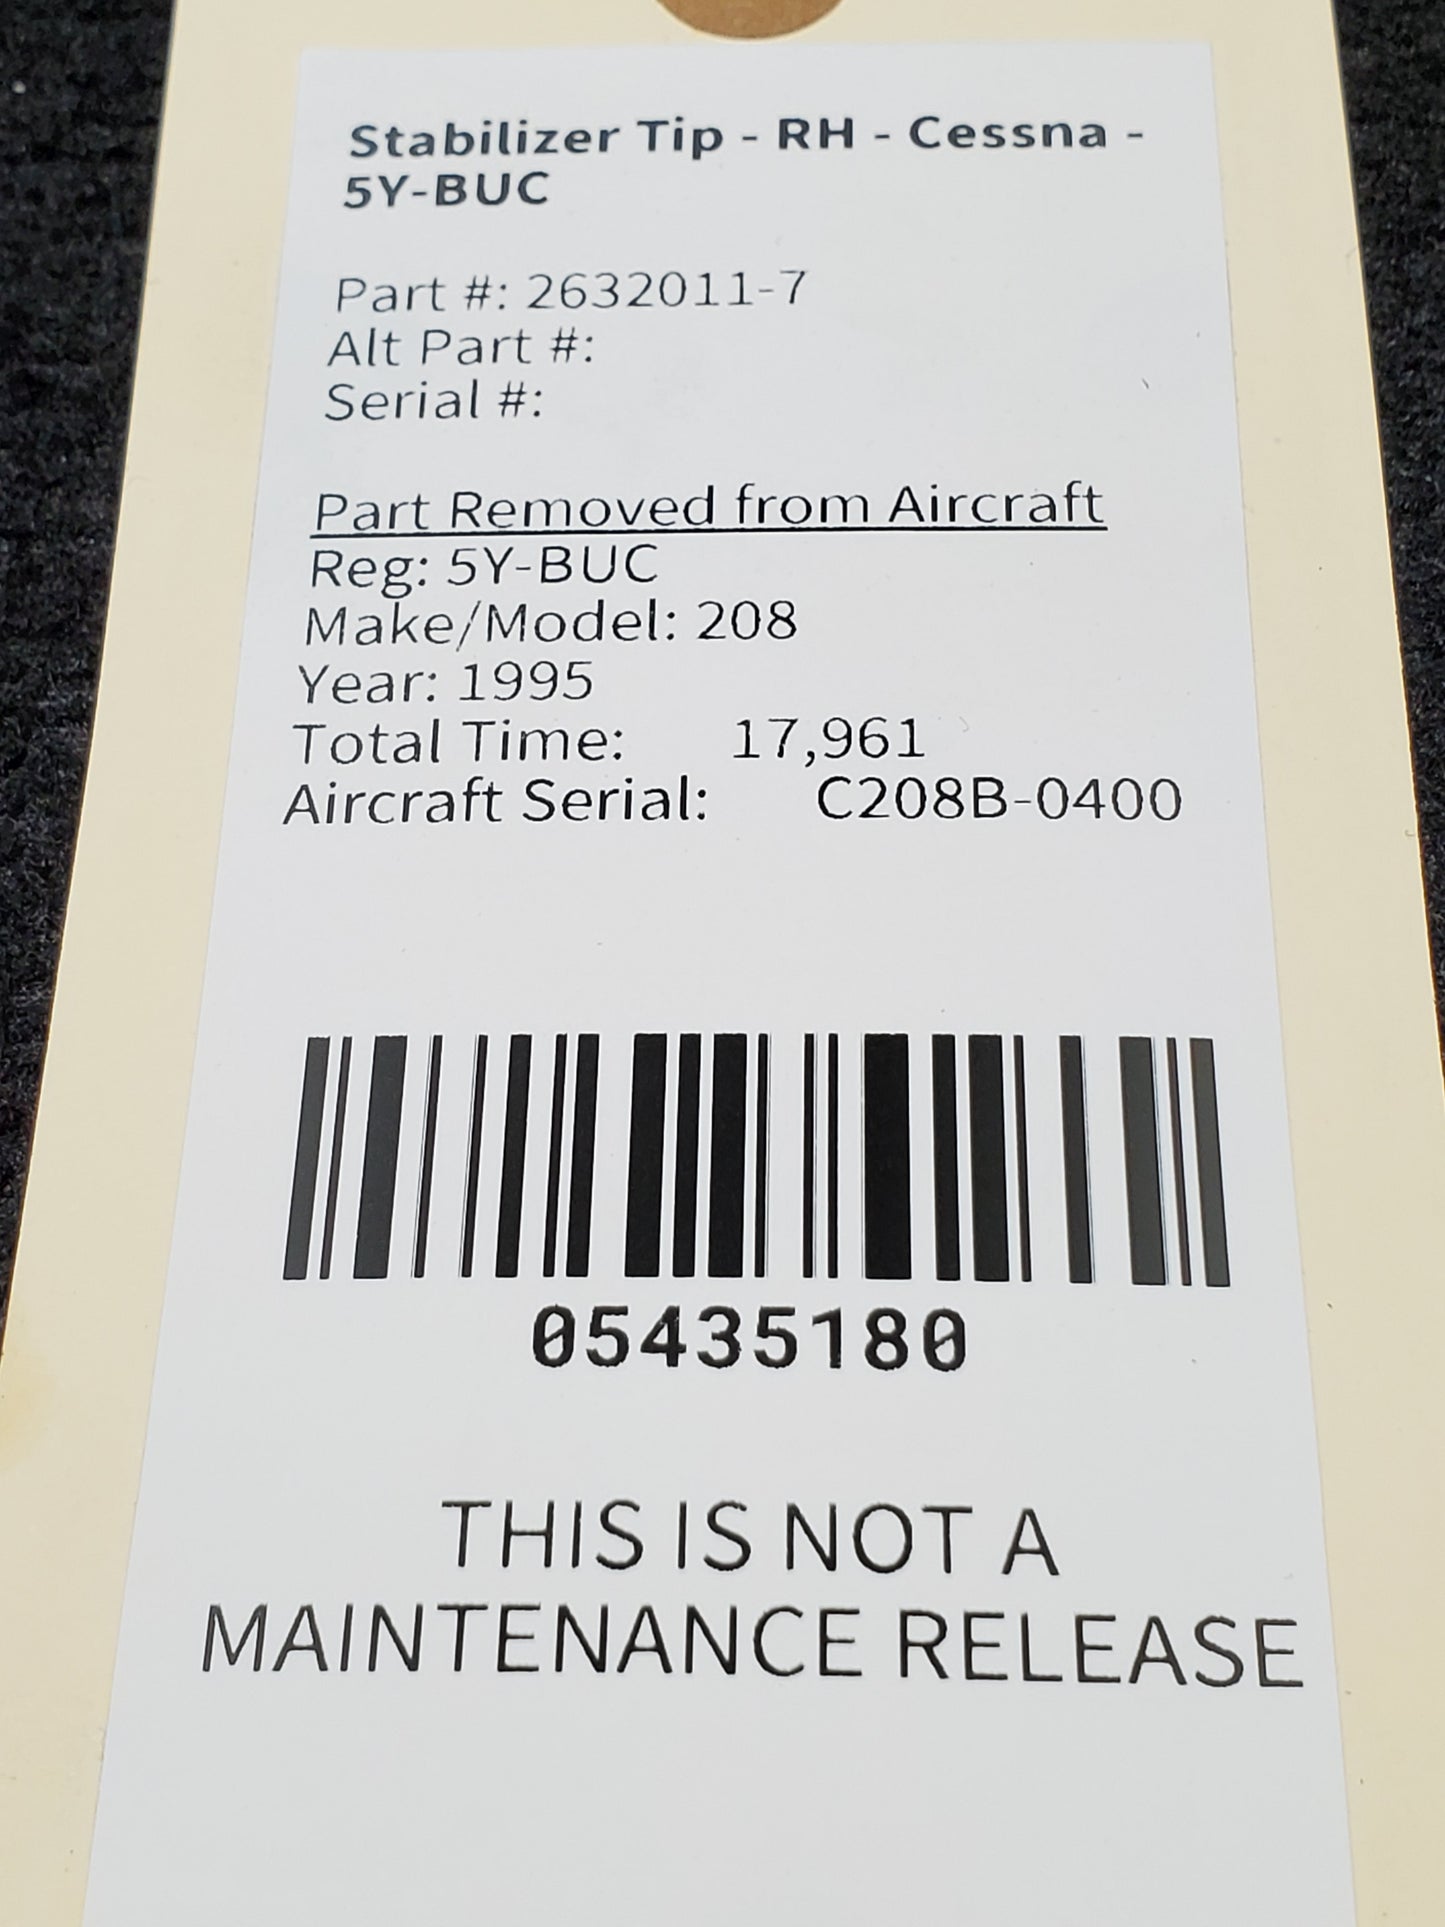 Stabilizer Tip - RH - Cessna -
5Y-BUC
Part #: 2632011-7
Alt Part #:
Serial #:
Part Removed from Aircraft
Reg: 5Y-BUC
Make/Model: 208
Year: 1995
Total Time: 17,961
Aircraft Serial: C208B-0400
05435180
THIS IS NOT A
MAINTENANCE RELEASE